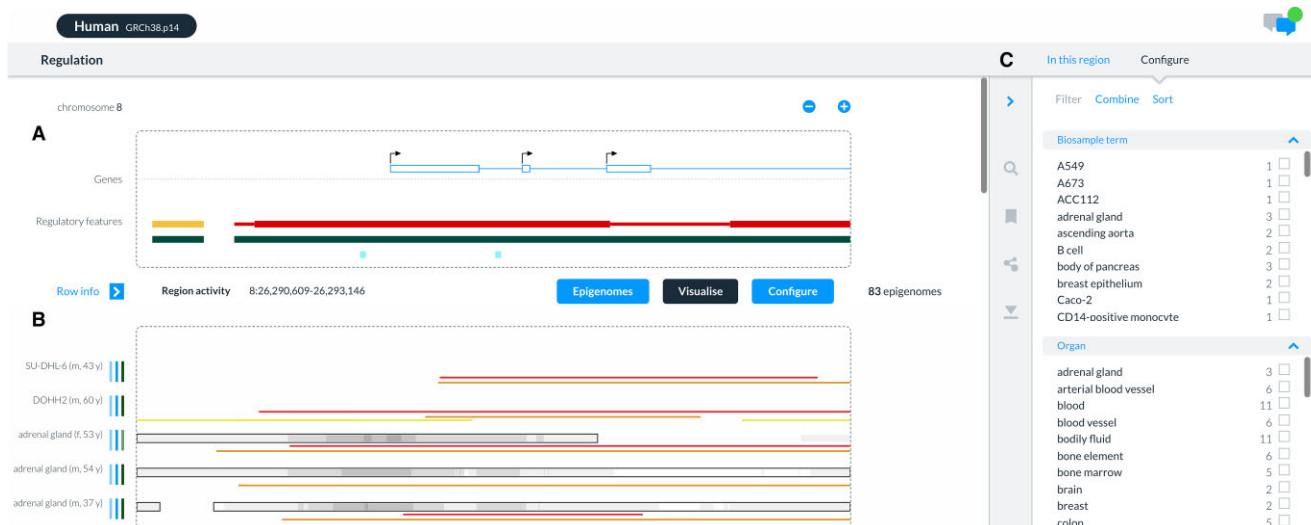 Human GRCh38.p14
Regulation
C In this region Configure
chromosome 8
Filter Combine Sort
A
Genes
Regulatory features
Row info Region activity 8:26,290,609-26,293,146 Epigenomes Visualise Configure 83 epigenomes
B
SU-DHL-6 (m, 43 y)
DOHH2 (m, 60 y)
adrenal gland (f, 53 y)
adrenal gland (m, 54 y)
adrenal gland (m, 37 y)
Biosample term
A549 1
A673 1
ACC112 1
adrenal gland 3
ascending aorta 2
B cell 2
body of pancreas 3
breast epithelium 2
Caco-2 1
CD14-positive monocyte 1
Organ
adrenal gland 3
arterial blood vessel 6
blood 11
blood vessel 6
bodily fluid 11
bone element 6
bone marrow 5
brain 2
breast 2
colon 5